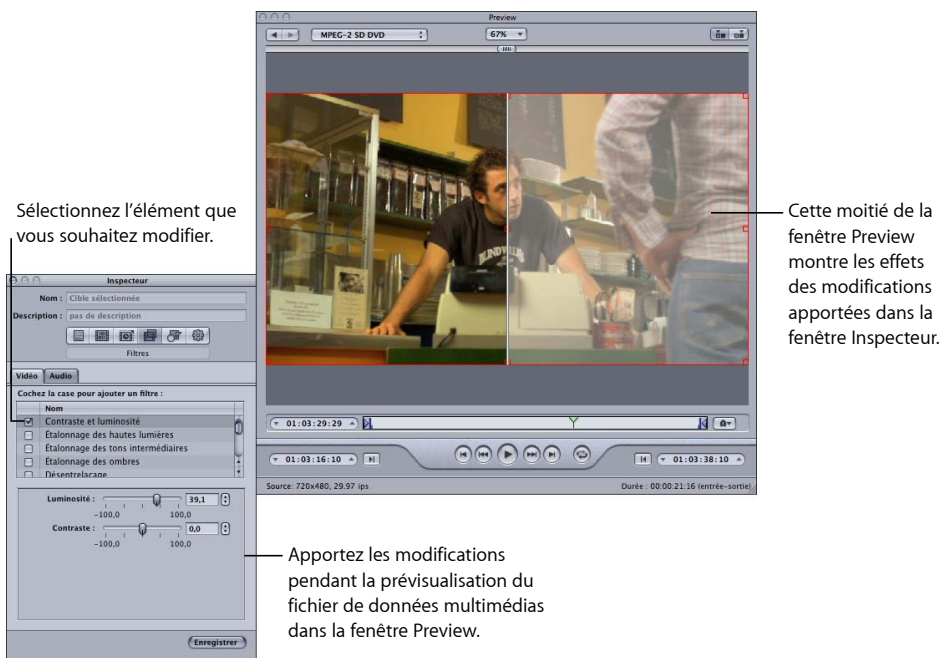 Preview
MPEG-2 SD DVD
67%
BLIND
Sélectionnez l'élément que
vous souhaitez modifier.
Cette moitié de la
fenêtre Preview
montre les effets
des modifications
apportées dans la
fenêtre Inspecteur.
Inspecteur
Nom : Cible sélectionnée
Description : pas de description
Filtres
Vidéo Audio
Cochez la case pour ajouter un filtre :
Nom
Contraste et luminosité
Étalonnage des hautes lumières
Étalonnage des tons intermédiaires
Étalonnage des ombres
Désentrelaçage
Luminosité : 39,1
-100,0 100,0
Contraste : 0,0
-100,0 100,0
Enregistrer
01:03:29:29
01:03:16:10
01:03:38:10
Source: 720x480, 29.97 ips
Durée : 00:00:21:16 (entrée-sortie)
Apportez les modifications
pendant la prévisualisation du
fichier de données multimédias
dans la fenêtre Preview.